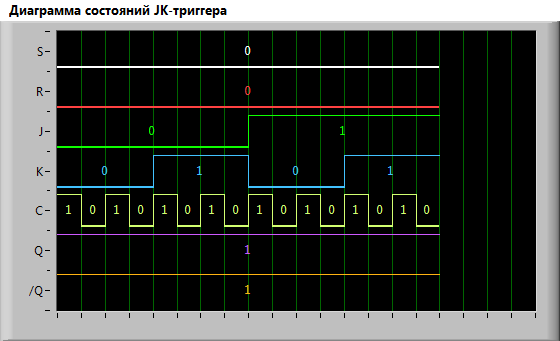 Диаграмма состояний JK-триггера
S 0
R 0
J 0 1
K 0 1 0 1
C 1 0 1 0 1 0 1 0 1 0 1 0 1 0 1 0
Q 1
/Q 1